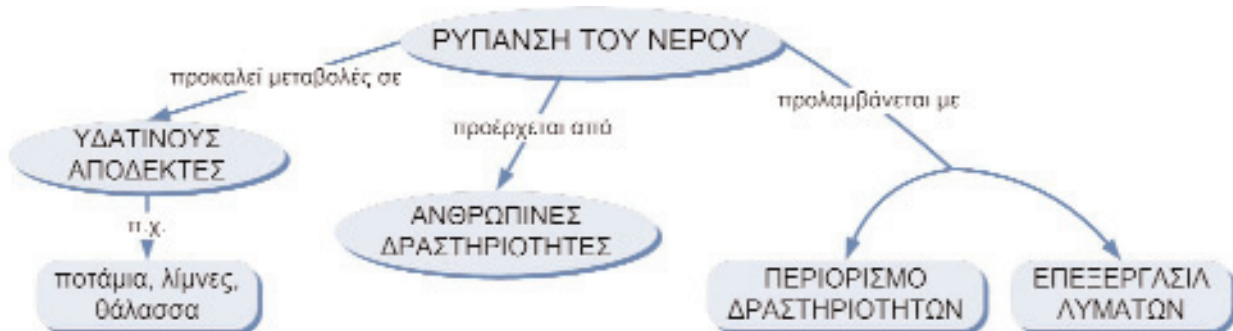 ΡΥΠΑΝΣΗ ΤΟΥ ΝΕΡΟΥ
προκαλεί μεταβολές σε
προέρχεται από
προλαμβάνεται με
ΥΔΑΤΙΝΟΥΣ
ΑΠΟΔΕΚΤΕΣ
π.χ.
ποτάμια, λίμνες,
θάλασσα
ΑΝΘΡΩΠΙΝΕΣ
ΔΡΑΣΤΗΡΙΟΤΗΤΕΣ
ΠΕΡΙΟΡΙΣΜΟ
ΔΡΑΣΤΗΡΙΟΤΗΤΩΝ
ΕΠΕΞΕΡΓΑΣΙΑ
ΛΥΜΑΤΩΝ